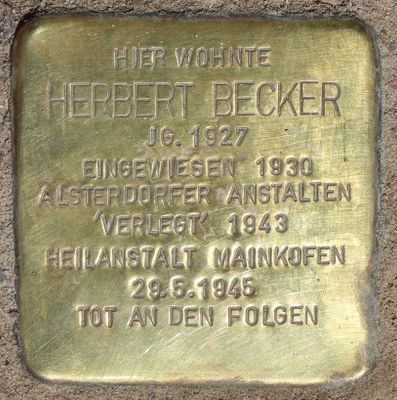 HIER WOHNTE
HERBERT BECKER
JG. 1927
EINGEWIESEN 1930
ALSTERDORFER ANSTALTEN
'VERLEGT' 1943
HEILANSTALT MAINKOFEN
29.5.1945
TOT AN DEN FOLGEN